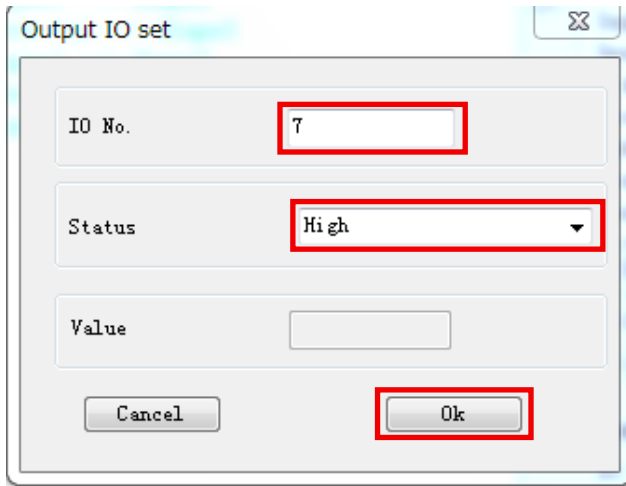 Output IO set
IO No.
7
Status
High
Value
Cancel
Ok